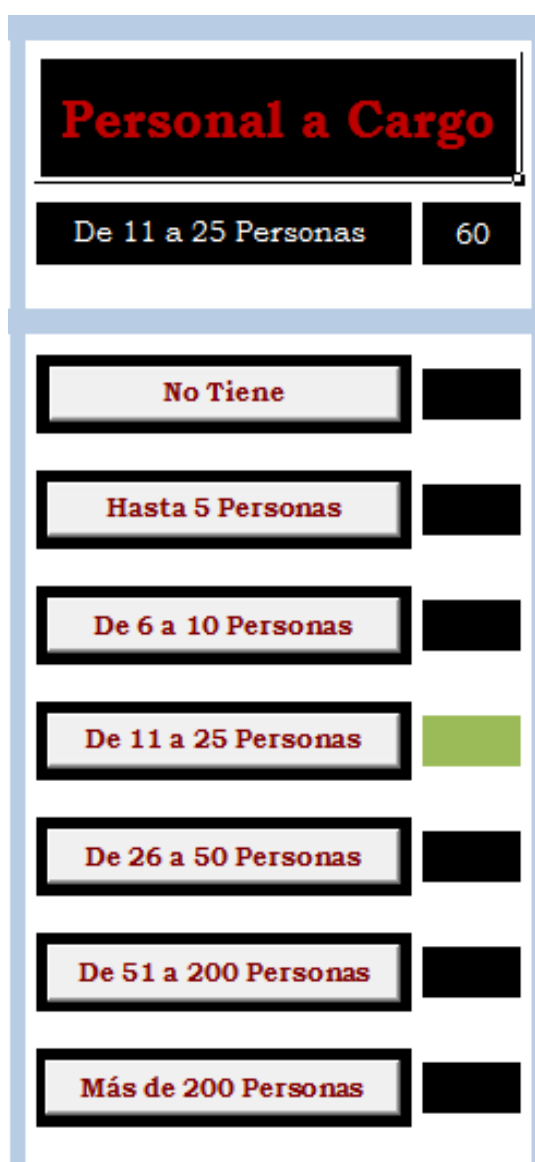 Personal a Cargo
De 11 a 25 Personas 60
No Tiene
Hasta 5 Personas
De 6 a 10 Personas
De 11 a 25 Personas
De 26 a 50 Personas
De 51 a 200 Personas
Más de 200 Personas